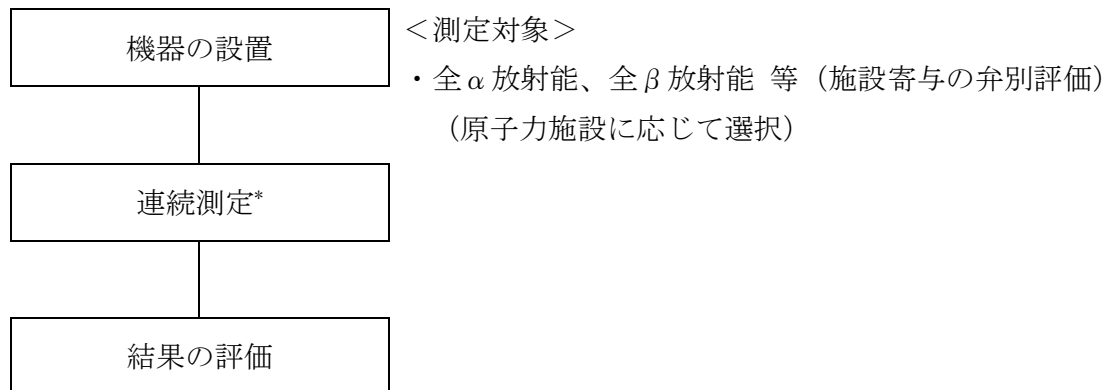 機器の設置
＜測定対象＞
・全α放射能、全β放射能 等（施設寄与の弁別評価）
（原子力施設に応じて選択）
連続測定*
結果の評価